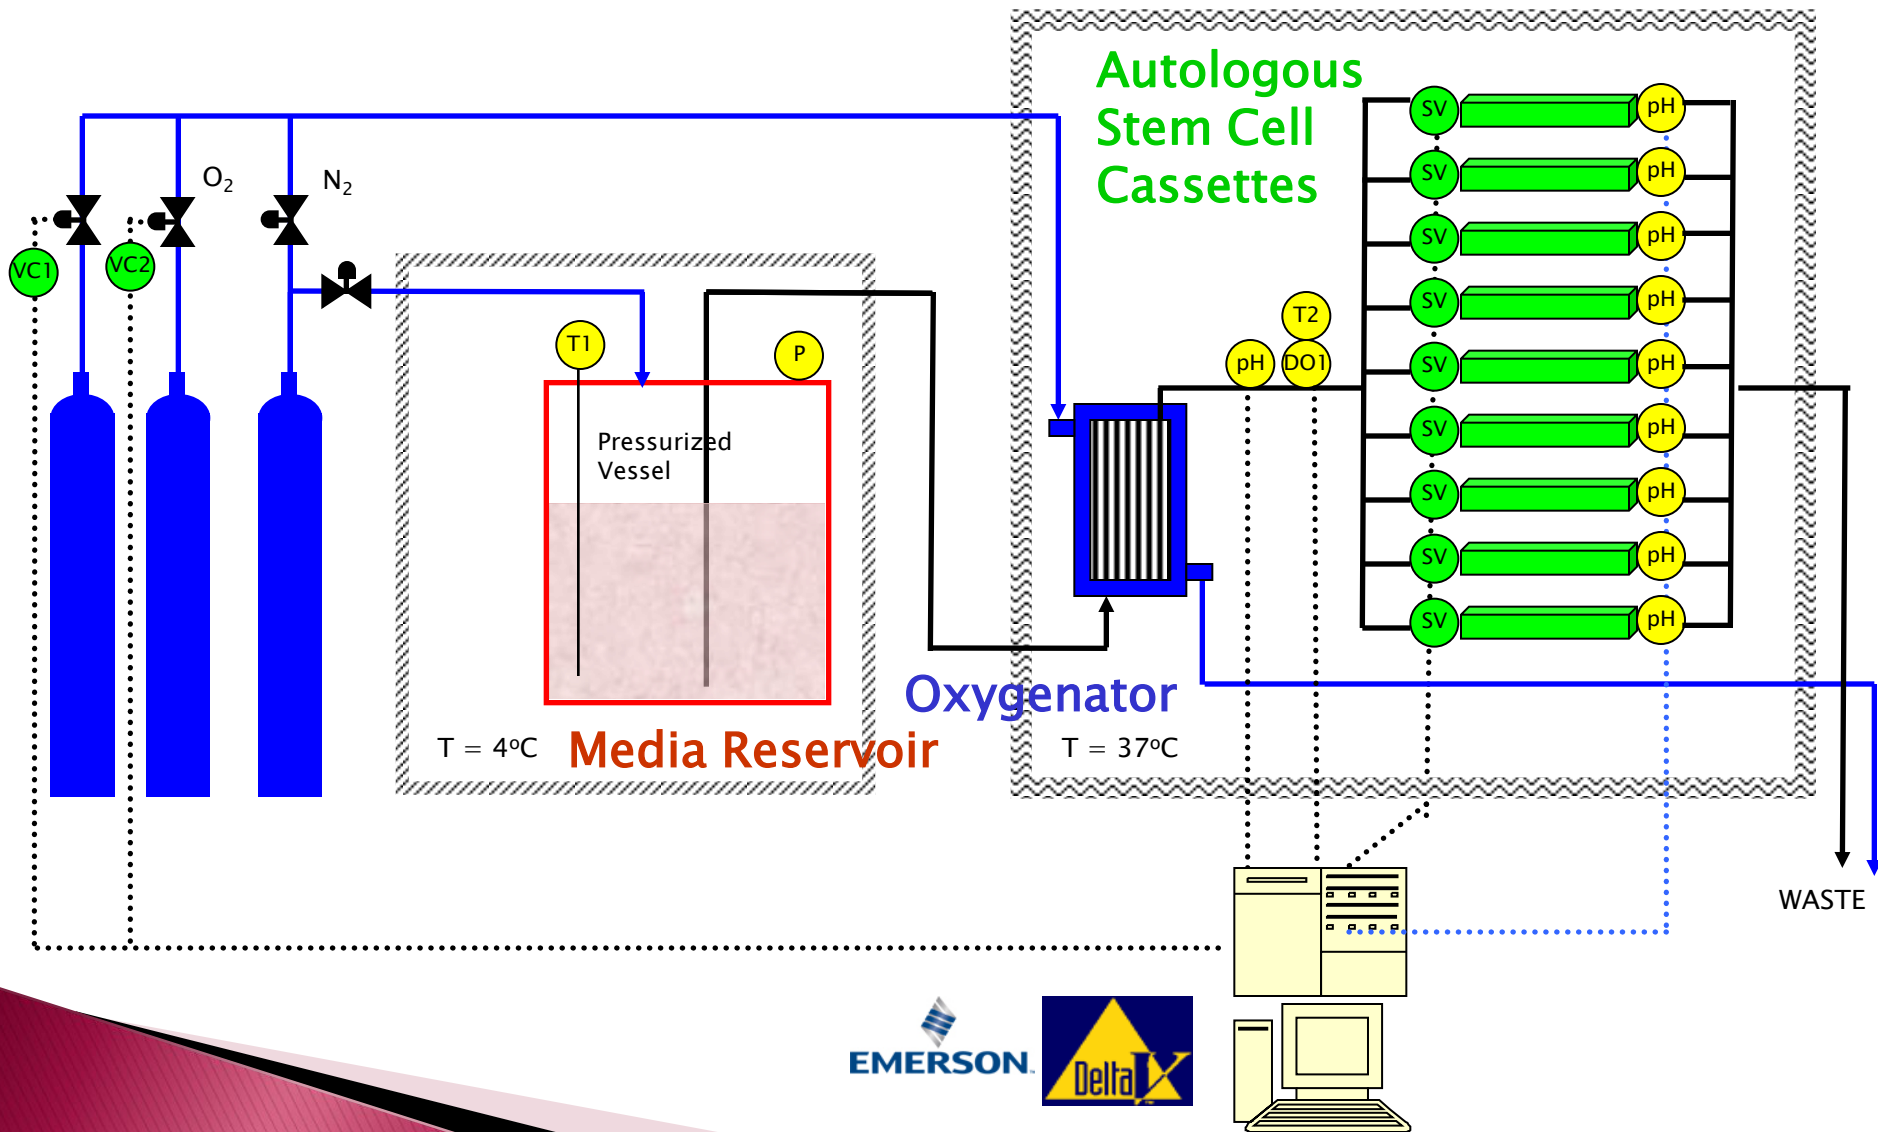 Autologous
Stem Cell
Cassettes
O₂
N₂
VC1
VC2
T1
P
Pressurized
Vessel
T2
pH
DO1
SV
pH
SV
pH
SV
pH
SV
pH
SV
pH
SV
pH
SV
pH
SV
pH
SV
pH
Oxygenator
T = 4ºC
Media Reservoir
T = 37ºC
WASTE
EMERSON
DeltaV